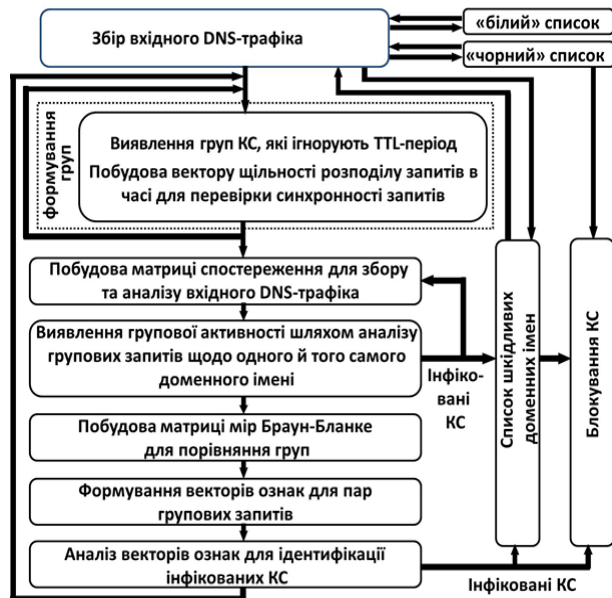 Збір вхідного DNS-трафіка
«білий» список
«чорний» список
формування
груп
Виявлення груп КС, які ігнорують TTL-період
Побудова вектору щільності розподілу запитів в
часі для перевірки синхронності запитів
Побудова матриці спостереження для збору
та аналізу вхідного DNS-трафіка
Виявлення групової активності шляхом аналізу
групових запитів щодо одного й того самого
доменного імені
Інфіко-
вані
КС
Список шкідливих
доменних імен
Блокування КС
Побудова матриці мір Браун-Бланке
для порівняння груп
Формування векторів ознак для пар
групових запитів
Аналіз векторів ознак для ідентифікації
інфікованих КС
Інфіковані КС